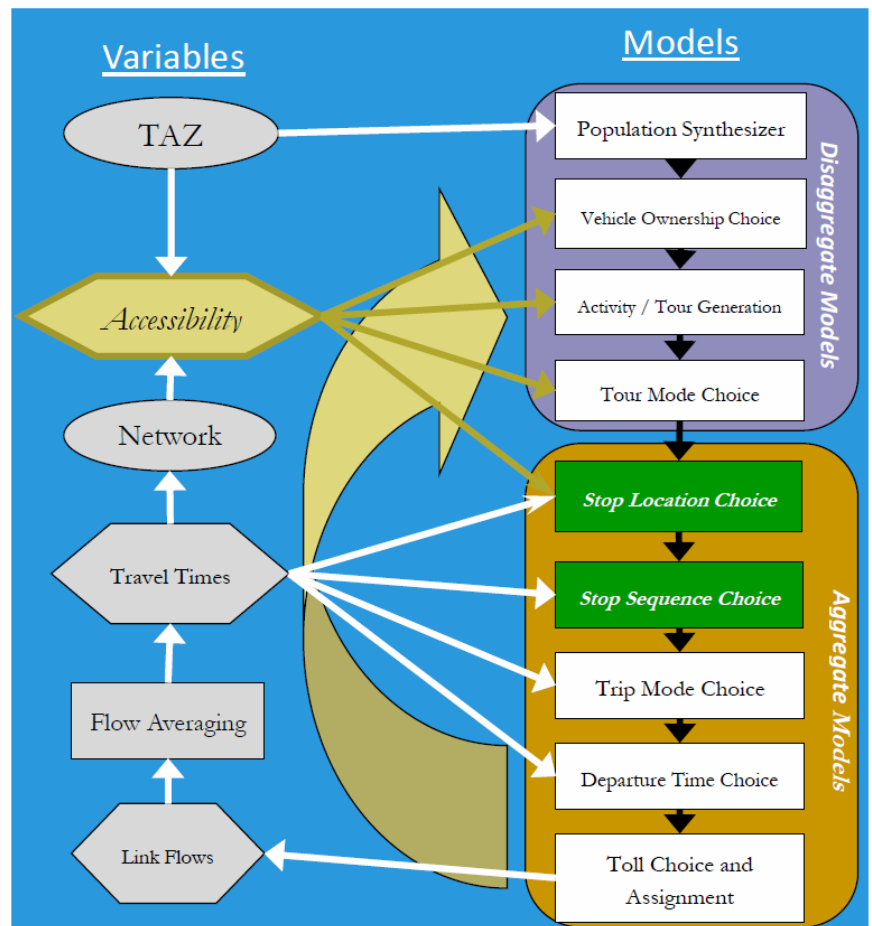 Variables
Models
TAZ
Accessibility
Network
Travel Times
Flow Averaging
Link Flows
Population Synthesizer
Vehicle Ownership Choice
Activity / Tour Generation
Tour Mode Choice
Disaggregate Models
Stop Location Choice
Stop Sequence Choice
Trip Mode Choice
Departure Time Choice
Toll Choice and
Assignment
Aggregate Models